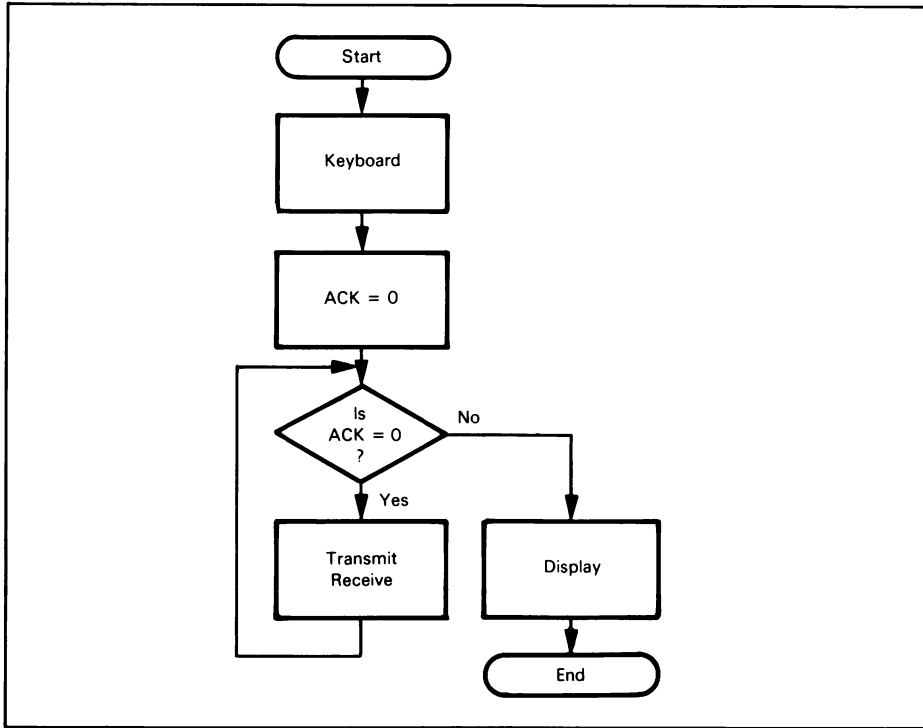 Start
Keyboard
ACK = 0
Is
ACK = 0
?
No
Yes
Transmit
Receive
Display
End